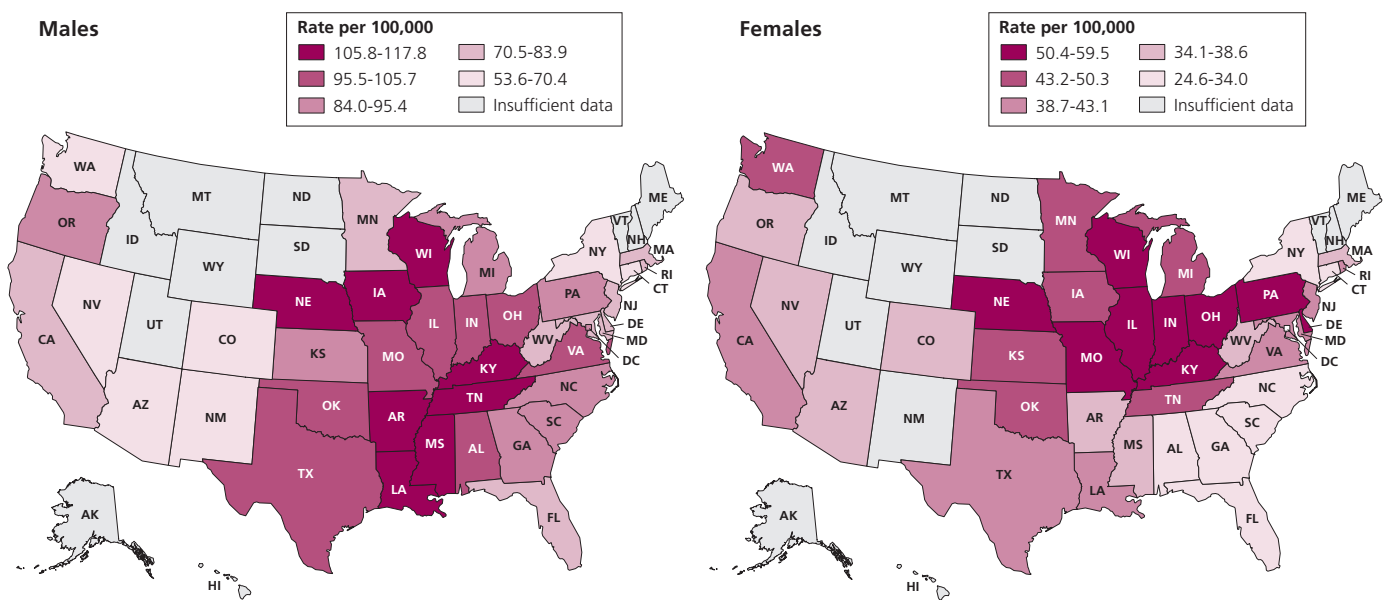 Males
Rate per 100,000
105.8-117.8
95.5-105.7
84.0-95.4
70.5-83.9
53.6-70.4
Insufficient data
WA
OR
CA
NV
ID
MT
WY
UT
AZ
CO
NM
ND
SD
NE
KS
OK
TX
MN
IA
MO
AR
LA
WI
IL
MI
IN
OH
KY
TN
MS
AL
GA
FL
SC
NC
VA
WV
PA
NY
VT
NH
ME
MA
RI
CT
NJ
DE
MD
DC
AK
HI
Females
Rate per 100,000
50.4-59.5
43.2-50.3
38.7-43.1
34.1-38.6
24.6-34.0
Insufficient data
WA
OR
CA
NV
ID
MT
WY
UT
AZ
CO
NM
ND
SD
NE
KS
OK
TX
MN
IA
MO
AR
LA
WI
IL
MI
IN
OH
KY
TN
MS
AL
GA
FL
SC
NC
VA
WV
PA
NY
VT
NH
ME
MA
RI
CT
NJ
DE
MD
DC
AK
HI